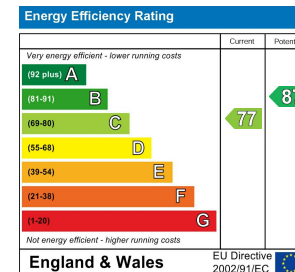 Energy Efficiency Rating
Current
Very energy efficient - lower running costs
(92 plus) A
(81-91) B
(69-80) C
77
(55-68) D
(39-54) E
(21-38) F
(1-20) G
Not energy efficient - higher running costs
England & Wales
EU Directive
2002/91/EC